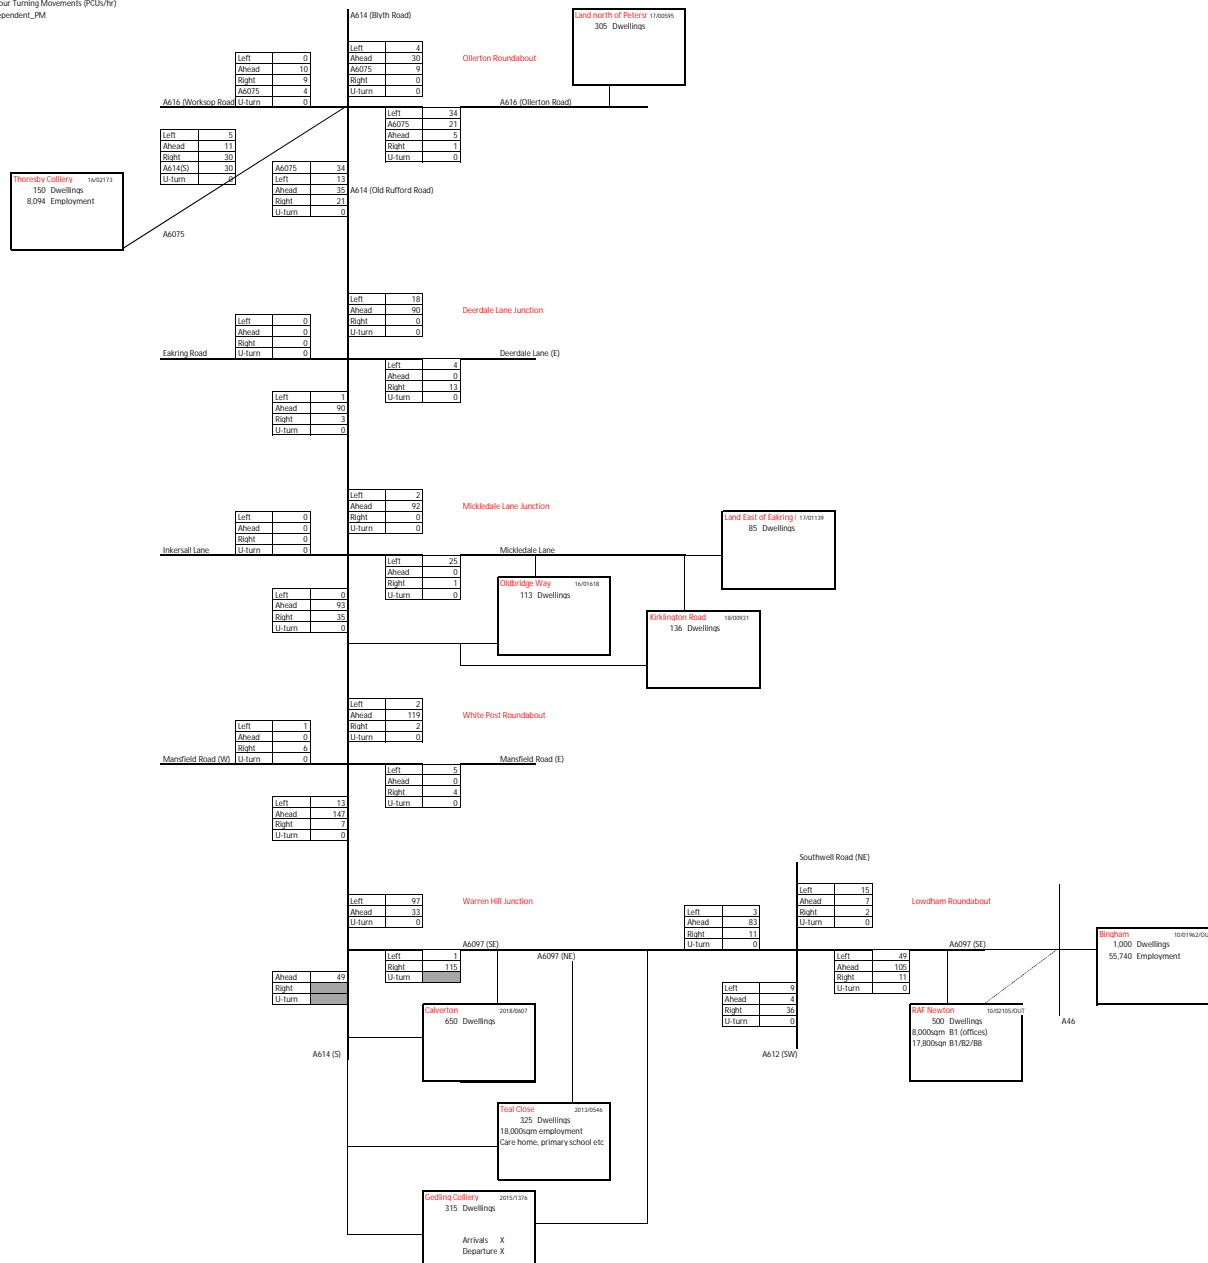 our Turning Movements (PCUs/hr)
ependent_PM
A614 (Blyth Road)
Land north of Petersr 17/00595
305 Dwellings
Left 4
Ahead 30
A6075 9
Right 0
U-turn 0
Ollerton Roundabout
Left 0
Ahead 10
Right 9
A6075 4
U-turn 0
A616 (Worksop Road
A616 (Ollerton Road)
Left 34
A6075 21
Ahead 5
Right 1
U-turn 0
Left 5
Ahead 11
Right 30
A614(S) 30
U-turn 0
A6075 34
Left 13
Ahead 35
Right 21
U-turn 0
A614 (Old Rufford Road)
Thoresby Colliery 16/02173
150 Dwellings
8,094 Employment
A6075
Left 18
Ahead 90
Right 0
U-turn 0
Deerdale Lane Junction
Left 0
Ahead 0
Right 0
U-turn 0
Eakring Road
Deerdale Lane (E)
Left 4
Ahead 0
Right 13
U-turn 0
Left 1
Ahead 90
Right 3
U-turn 0
Left 2
Ahead 92
Right 0
U-turn 0
Mickledale Lane Junction
Left 0
Ahead 0
Right 0
U-turn 0
Inkersall Lane
Mickledale Lane
Land East of Eakring 17/01139
85 Dwellings
Left 25
Ahead 0
Right 1
U-turn 0
Oldbridge Way 16/01618
113 Dwellings
Left 0
Ahead 93
Right 35
U-turn 0
Kirklington Road 18/00931
136 Dwellings
Left 2
Ahead 119
Right 2
U-turn 0
White Post Roundabout
Left 1
Ahead 0
Right 6
U-turn 0
Mansfield Road (W)
Mansfield Road (E)
Left 5
Ahead 0
Right 4
U-turn 0
Left 13
Ahead 147
Right 7
U-turn 0
Southwell Road (NE)
Left 97
Ahead 33
U-turn 0
Warren Hill Junction
Left 3
Ahead 83
Right 11
U-turn 0
Left 15
Ahead 7
Right 2
U-turn 0
Lowdham Roundabout
A6097 (SE)
A6097 (NE)
A6097 (SE)
Bingham 10/01962/OU
1,000 Dwellings
55,740 Employment
Left 1
Right 115
U-turn
Left 49
Ahead 105
Right 11
U-turn 0
Ahead 49
Right
U-turn
Left 9
Ahead 4
Right 36
U-turn 0
Calverton 2018/0607
650 Dwellings
RAF Newton 10/02105/OUT
500 Dwellings
8,000sqm B1 (offices)
17,800sqn B1/B2/B8
A46
A614 (S)
A612 (SW)
Teal Close 2013/0546
325 Dwellings
18,000sqm employment
Care home, primary school etc
Gedling Colliery 2015/1376
315 Dwellings
Arrivals X
Departure X